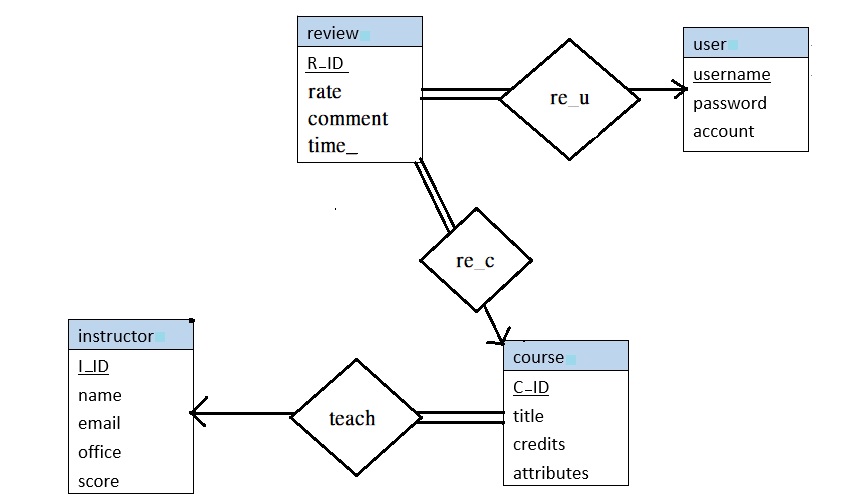 review
R_ID
rate
comment
time_
re_u
user
username
password
account
re_c
instructor
I_ID
name
email
office
score
teach
course
C_ID
title
credits
attributes